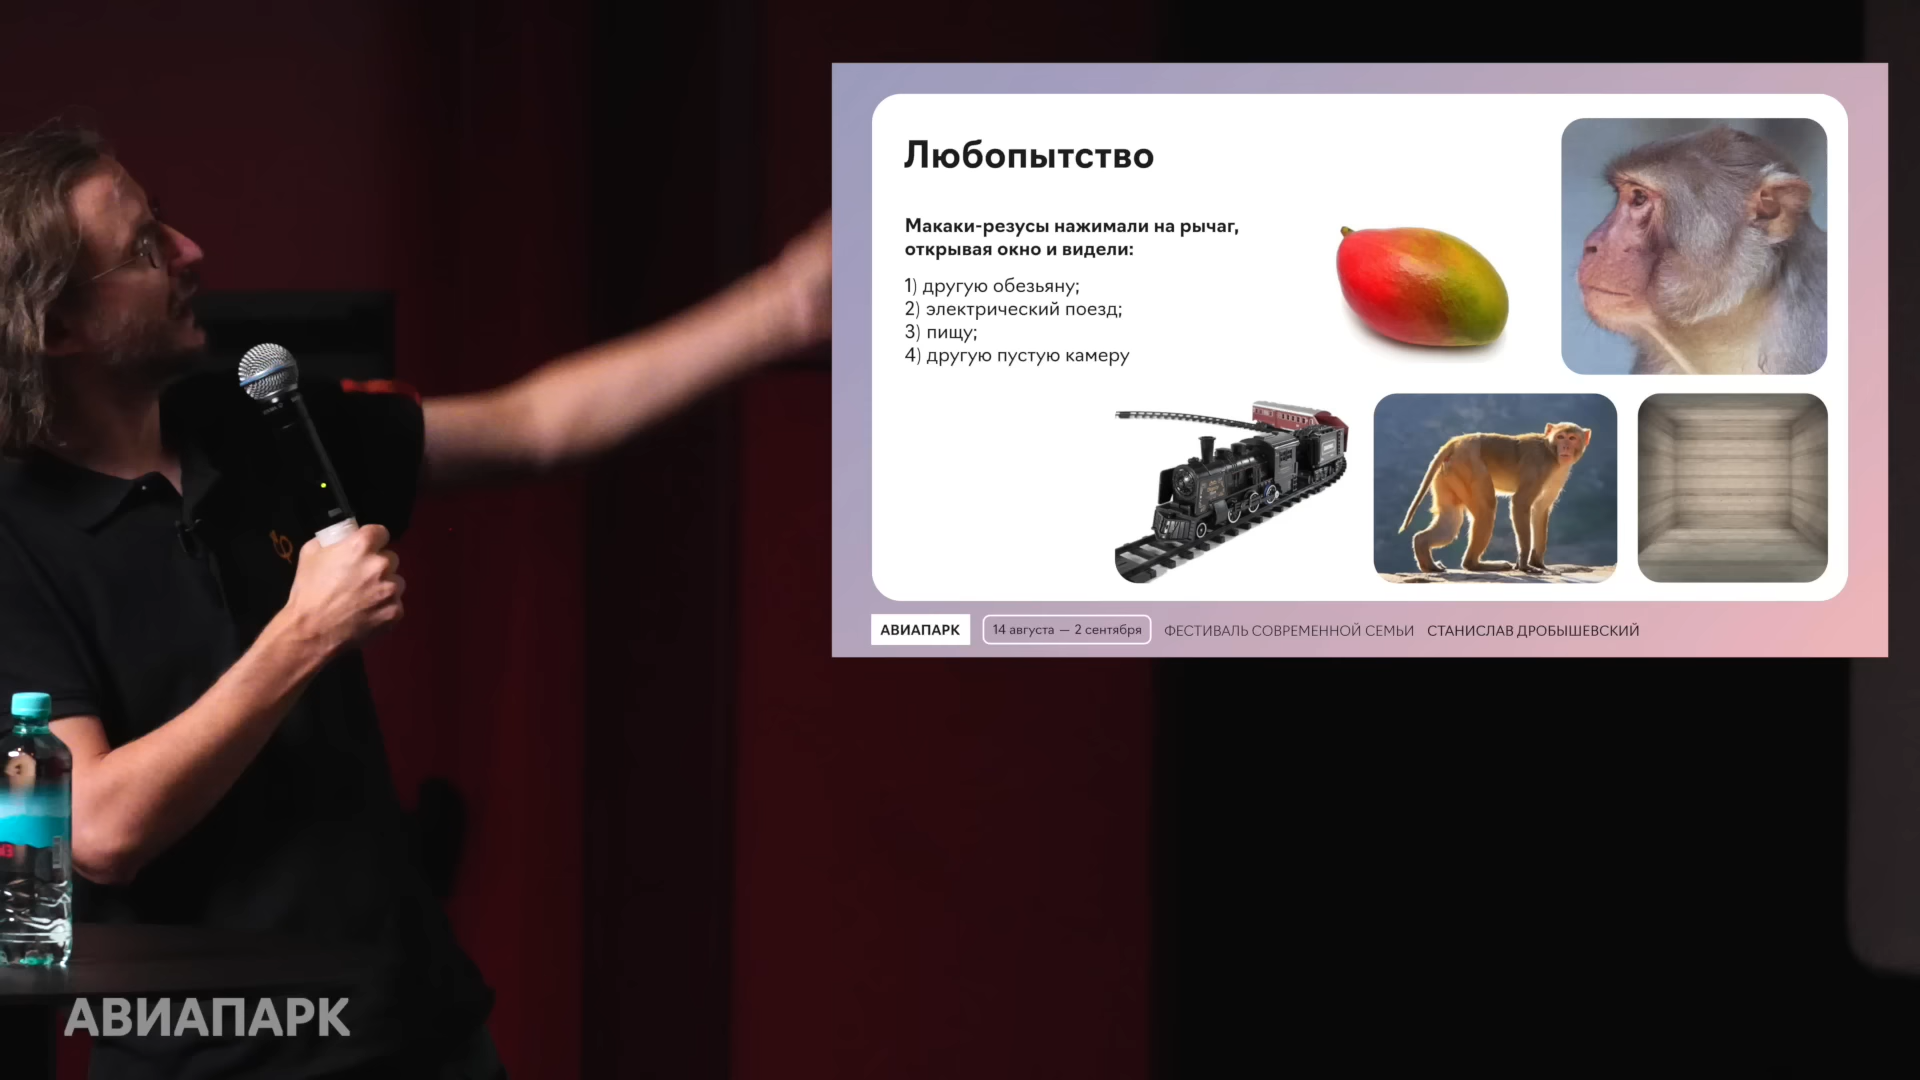 Любопытство
Макаки-резусы нажимали на рычаг,
открывая окно и видели:
1) другую обезьяну;
2) электрический поезд;
3) пищу;
4) другую пустую камеру
АВИАПАРК
14 августа — 2 сентября
ФЕСТИВАЛЬ СОВРЕМЕННОЙ СЕМЬИ
СТАНИСЛАВ ДРОБЫШЕВСКИЙ
АВИАПАРК